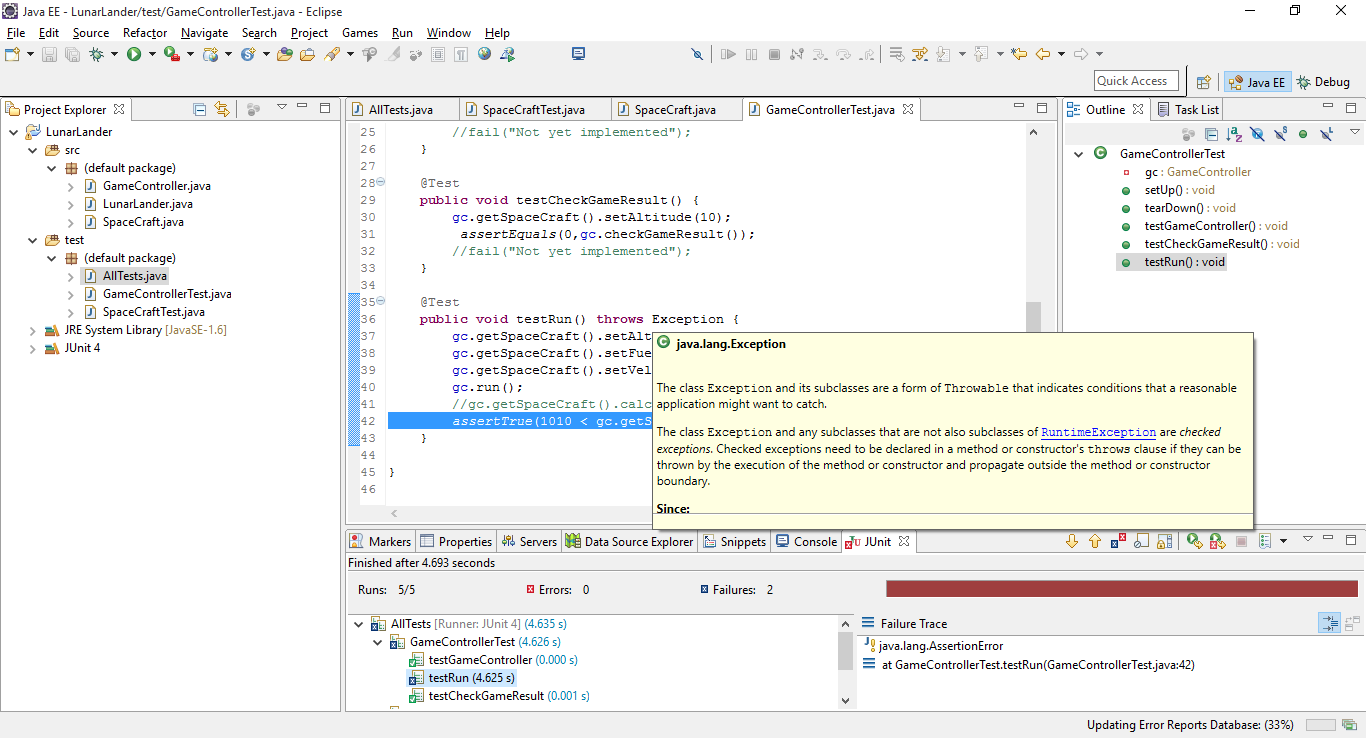 Java EE - LunarLander/test/GameControllerTest.java - Eclipse
File Edit Source Refactor Navigate Search Project Games Run Window Help
Quick Access
Java EE
Debug
Project Explorer
LunarLander
src
(default package)
GameController.java
LunarLander.java
SpaceCraft.java
test
(default package)
AllTests.java
GameControllerTest.java
SpaceCraftTest.java
JRE System Library [JavaSE-1.6]
JUnit 4
AllTests.java SpaceCraftTest.java SpaceCraft.java GameControllerTest.java
25 //fail("Not yet implemented");
26 }
27
28 @Test
29 public void testCheckGameResult() {
30 gc.getSpaceCraft().setAltitude(10);
31 assertEquals(0,gc.checkGameResult());
32 //fail("Not yet implemented");
33 }
34
35 @Test
36 public void testRun() throws Exception {
37 gc.getSpaceCraft().setAlt
38 gc.getSpaceCraft().setFue
39 gc.getSpaceCraft().setVel
40 gc.run();
41 //gc.getSpaceCraft().calc
42 assertTrue(1010 < gc.getS
43 }
44
45 }
46
java.lang.Exception
The class Exception and its subclasses are a form of Throwable that indicates conditions that a reasonable
application might want to catch.
The class Exception and any subclasses that are not also subclasses of RuntimeException are checked
exceptions. Checked exceptions need to be declared in a method or constructor's throws clause if they can be
thrown by the execution of the method or constructor and propagate outside the method or constructor
boundary.
Since:
Outline Task List
GameControllerTest
gc : GameController
setUp() : void
tearDown() : void
testGameController() : void
testCheckGameResult() : void
testRun() : void
Markers Properties Servers Data Source Explorer Snippets Console JUnit
Finished after 4.693 seconds
Runs: 5/5 Errors: 0 Failures: 2
AllTests [Runner: JUnit 4] (4.635 s)
GameControllerTest (4.626 s)
testGameController (0.000 s)
testRun (4.625 s)
testCheckGameResult (0.001 s)
Failure Trace
java.lang.AssertionError
at GameControllerTest.testRun(GameControllerTest.java:42)
Updating Error Reports Database: (33%)